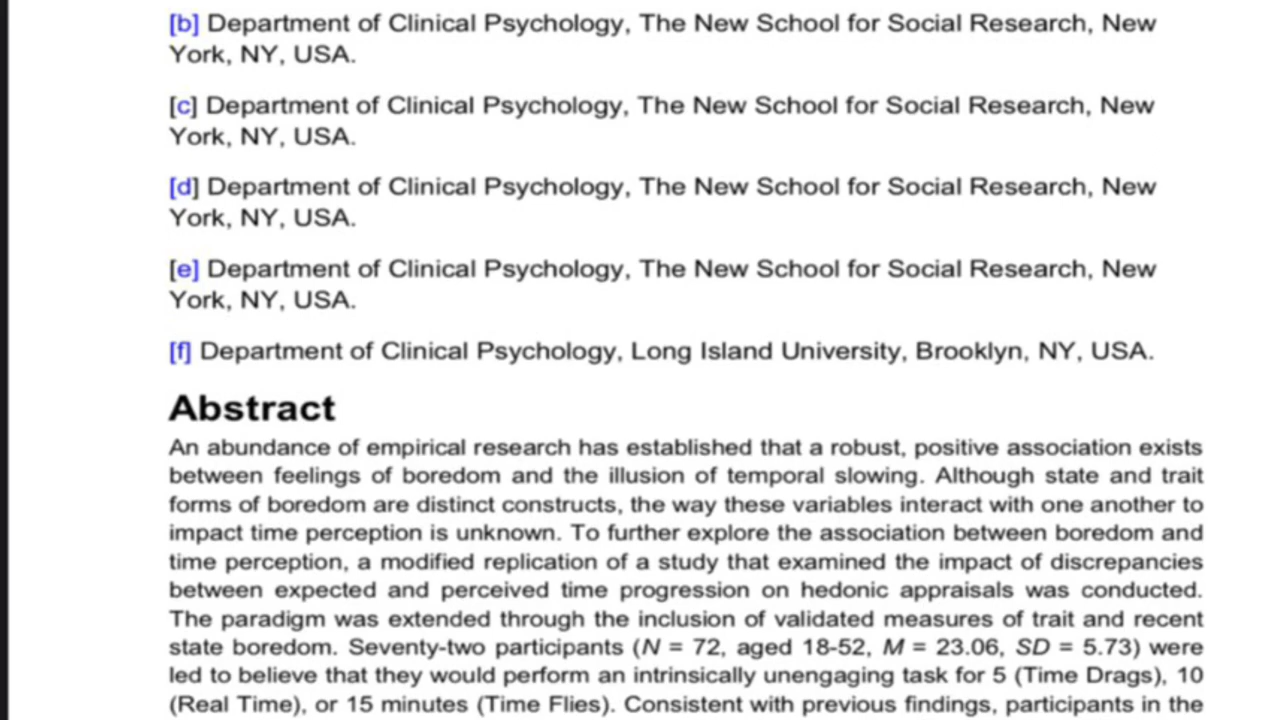 [b] Department of Clinical Psychology, The New School for Social Research, New
York, NY, USA.
[c] Department of Clinical Psychology, The New School for Social Research, New
York, NY, USA.
[d] Department of Clinical Psychology, The New School for Social Research, New
York, NY, USA.
[e] Department of Clinical Psychology, The New School for Social Research, New
York, NY, USA.
[f] Department of Clinical Psychology, Long Island University, Brooklyn, NY, USA.
Abstract
An abundance of empirical research has established that a robust, positive association exists
between feelings of boredom and the illusion of temporal slowing. Although state and trait
forms of boredom are distinct constructs, the way these variables interact with one another to
impact time perception is unknown. To further explore the association between boredom and
time perception, a modified replication of a study that examined the impact of discrepancies
between expected and perceived time progression on hedonic appraisals was conducted.
The paradigm was extended through the inclusion of validated measures of trait and recent
state boredom. Seventy-two participants (N = 72, aged 18-52, M = 23.06, SD = 5.73) were
led to believe that they would perform an intrinsically unengaging task for 5 (Time Drags), 10
(Real Time), or 15 minutes (Time Flies). Consistent with previous findings, participants in the